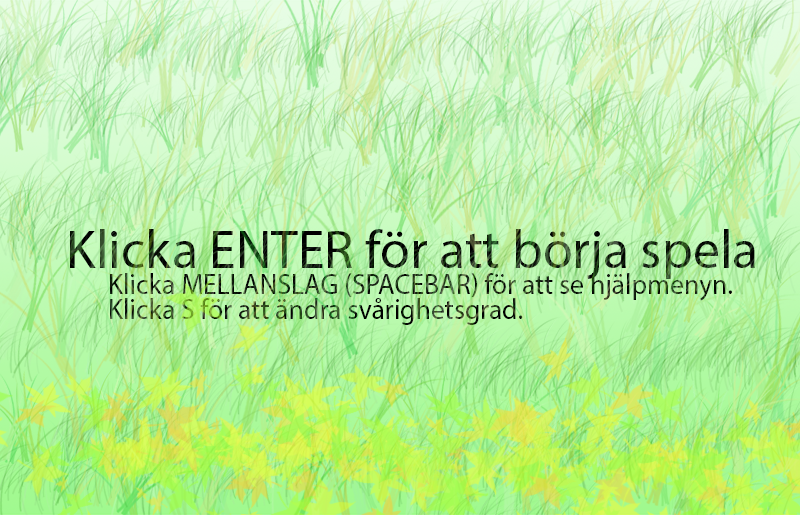 Klicka ENTER för att börja spela
Klicka MELLANSLAG (SPACEBAR) för att se hjälpmenyn.
Klicka S för att ändra svårighetsgrad.